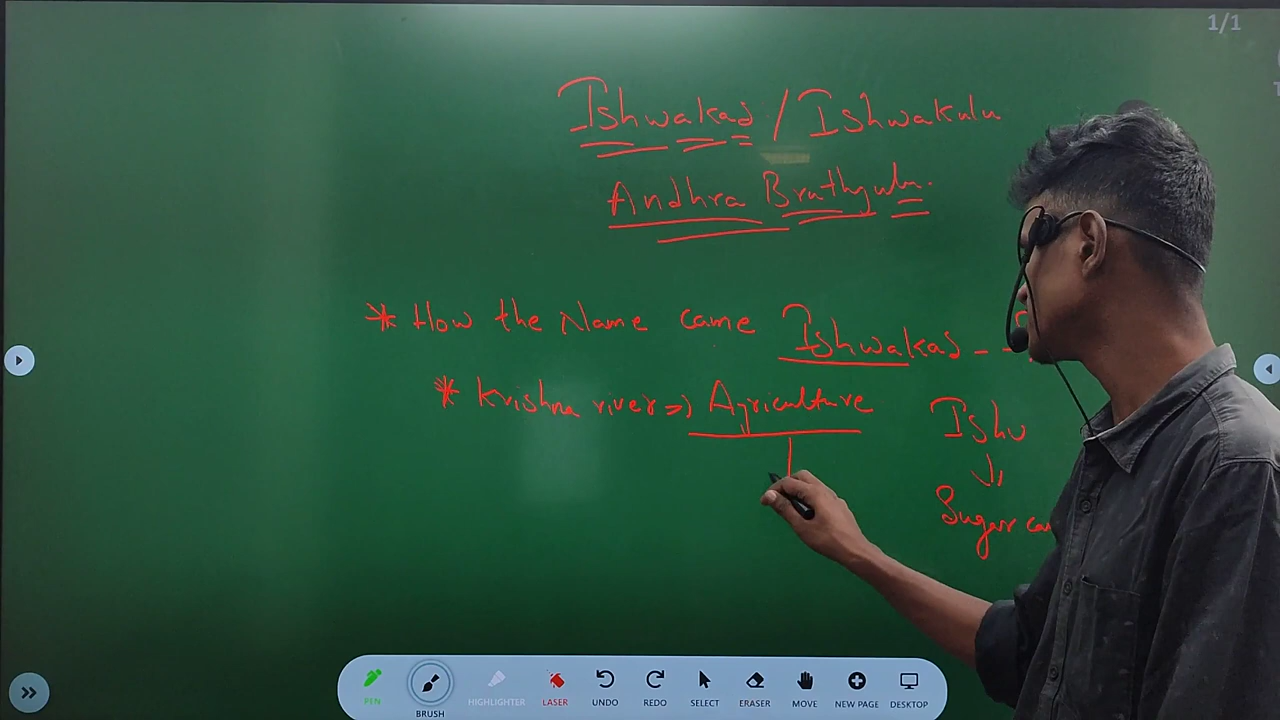 1/1
Ishwakas / Ishwakulu
Andhra Bruthyulu.
* How the Name came Ishwakas - -
* Krishna river => Agriculture
Ishu
↓
Sugar
PEN
BRUSH
HIGHLIGHTER
LASER
UNDO
REDO
SELECT
ERASER
MOVE
NEW PAGE
DESKTOP